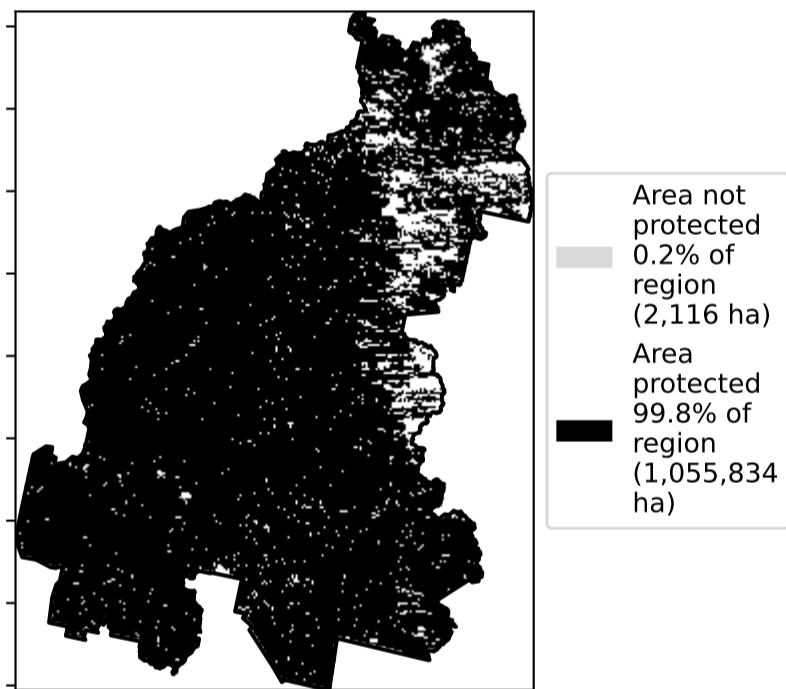 Area not
protected
0.2% of
region
(2,116 ha)
Area
protected
99.8% of
region
(1,055,834
ha)